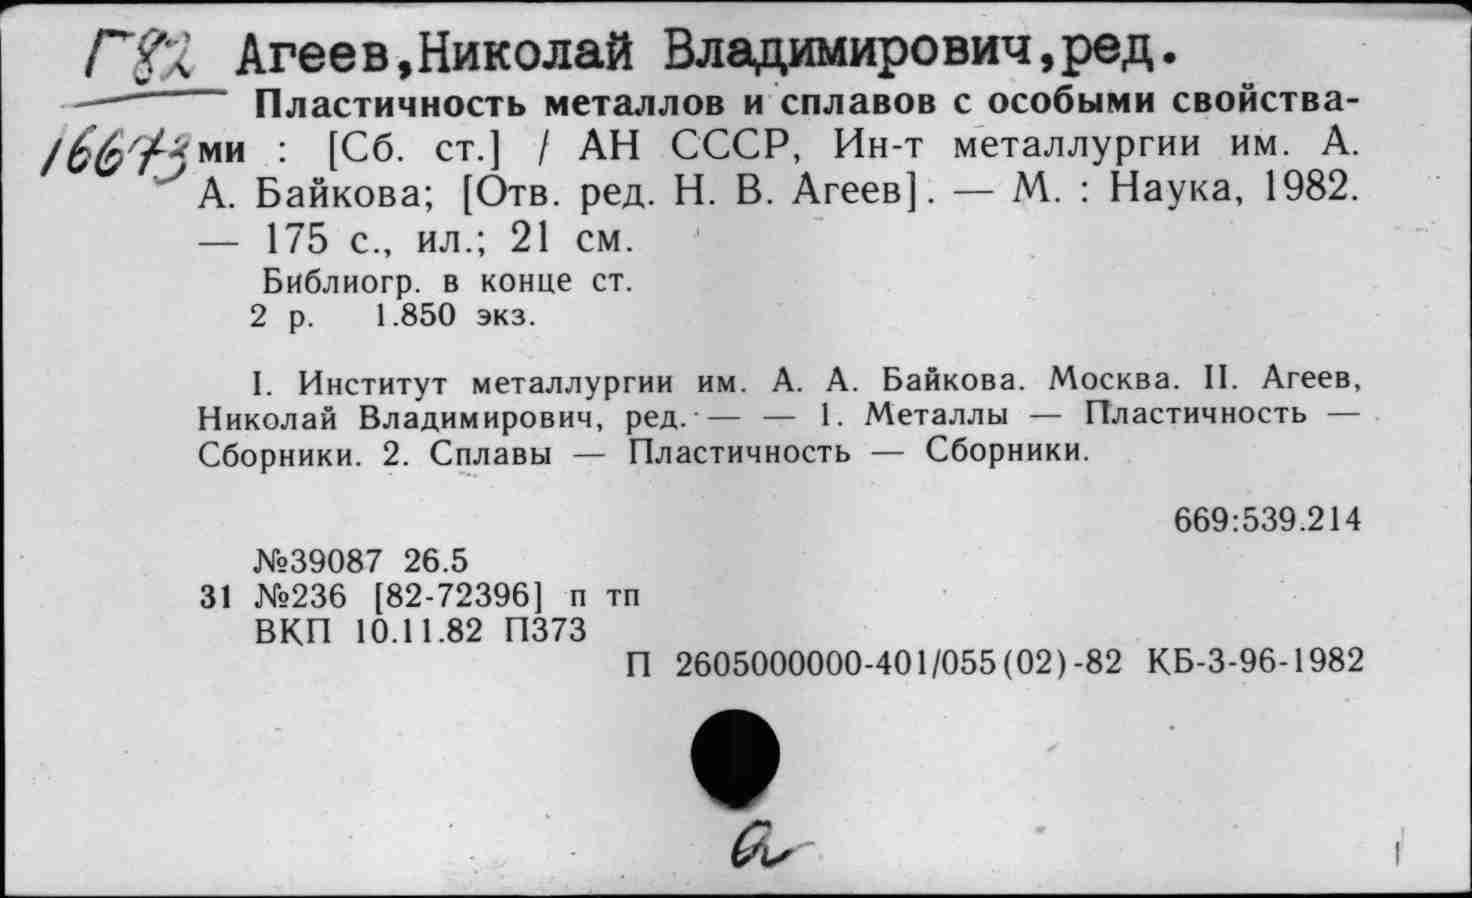 Г82 Агеев,Николай Владимирович,ред.
Пластичность металлов и сплавов с особыми свойства-
16673 ми : [Сб. ст.] / АН СССР, Ин-т металлургии им. А.
А. Байкова; [Отв. ред. Н. В. Агеев]. — М. : Наука, 1982.
— 175 с., ил.; 21 см.
Библиогр. в конце ст.
2 р. 1.850 экз.
I. Институт металлургии им. А. А. Байкова. Москва. II. Агеев,
Николай Владимирович, ред. — — 1. Металлы — Пластичность —
Сборники. 2. Сплавы — Пластичность — Сборники.
669:539.214
№39087 26.5
31 №236 [82-72396] п тп
ВКП 10.11.82 П373
П 2605000000-401/055(02)-82 КБ-3-96-1982